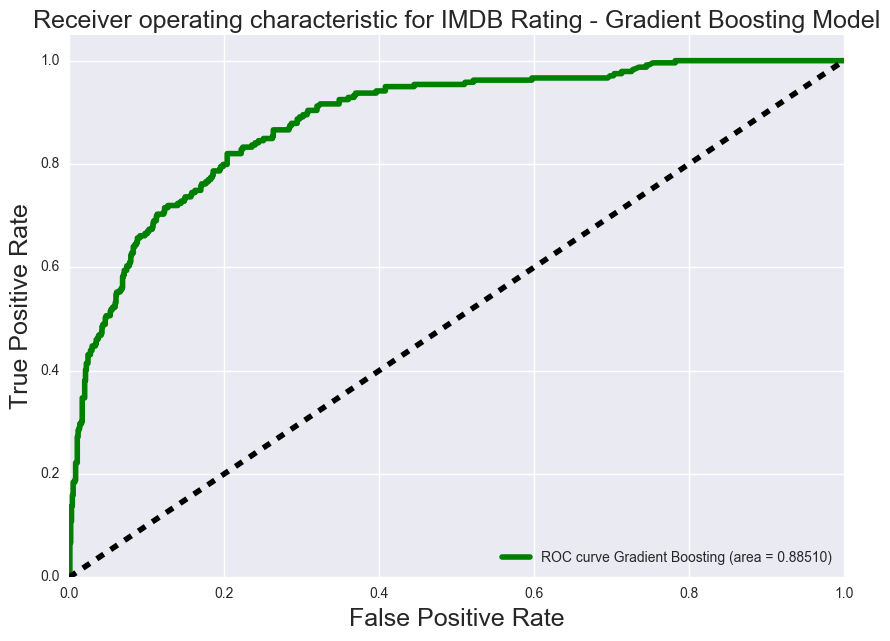 Receiver operating characteristic for IMDB Rating - Gradient Boosting Model
True Positive Rate
1.0
0.8
0.6
0.4
0.2
0.0
ROC curve Gradient Boosting (area = 0.88510)
0.0 0.2 0.4 0.6 0.8 1.0
False Positive Rate